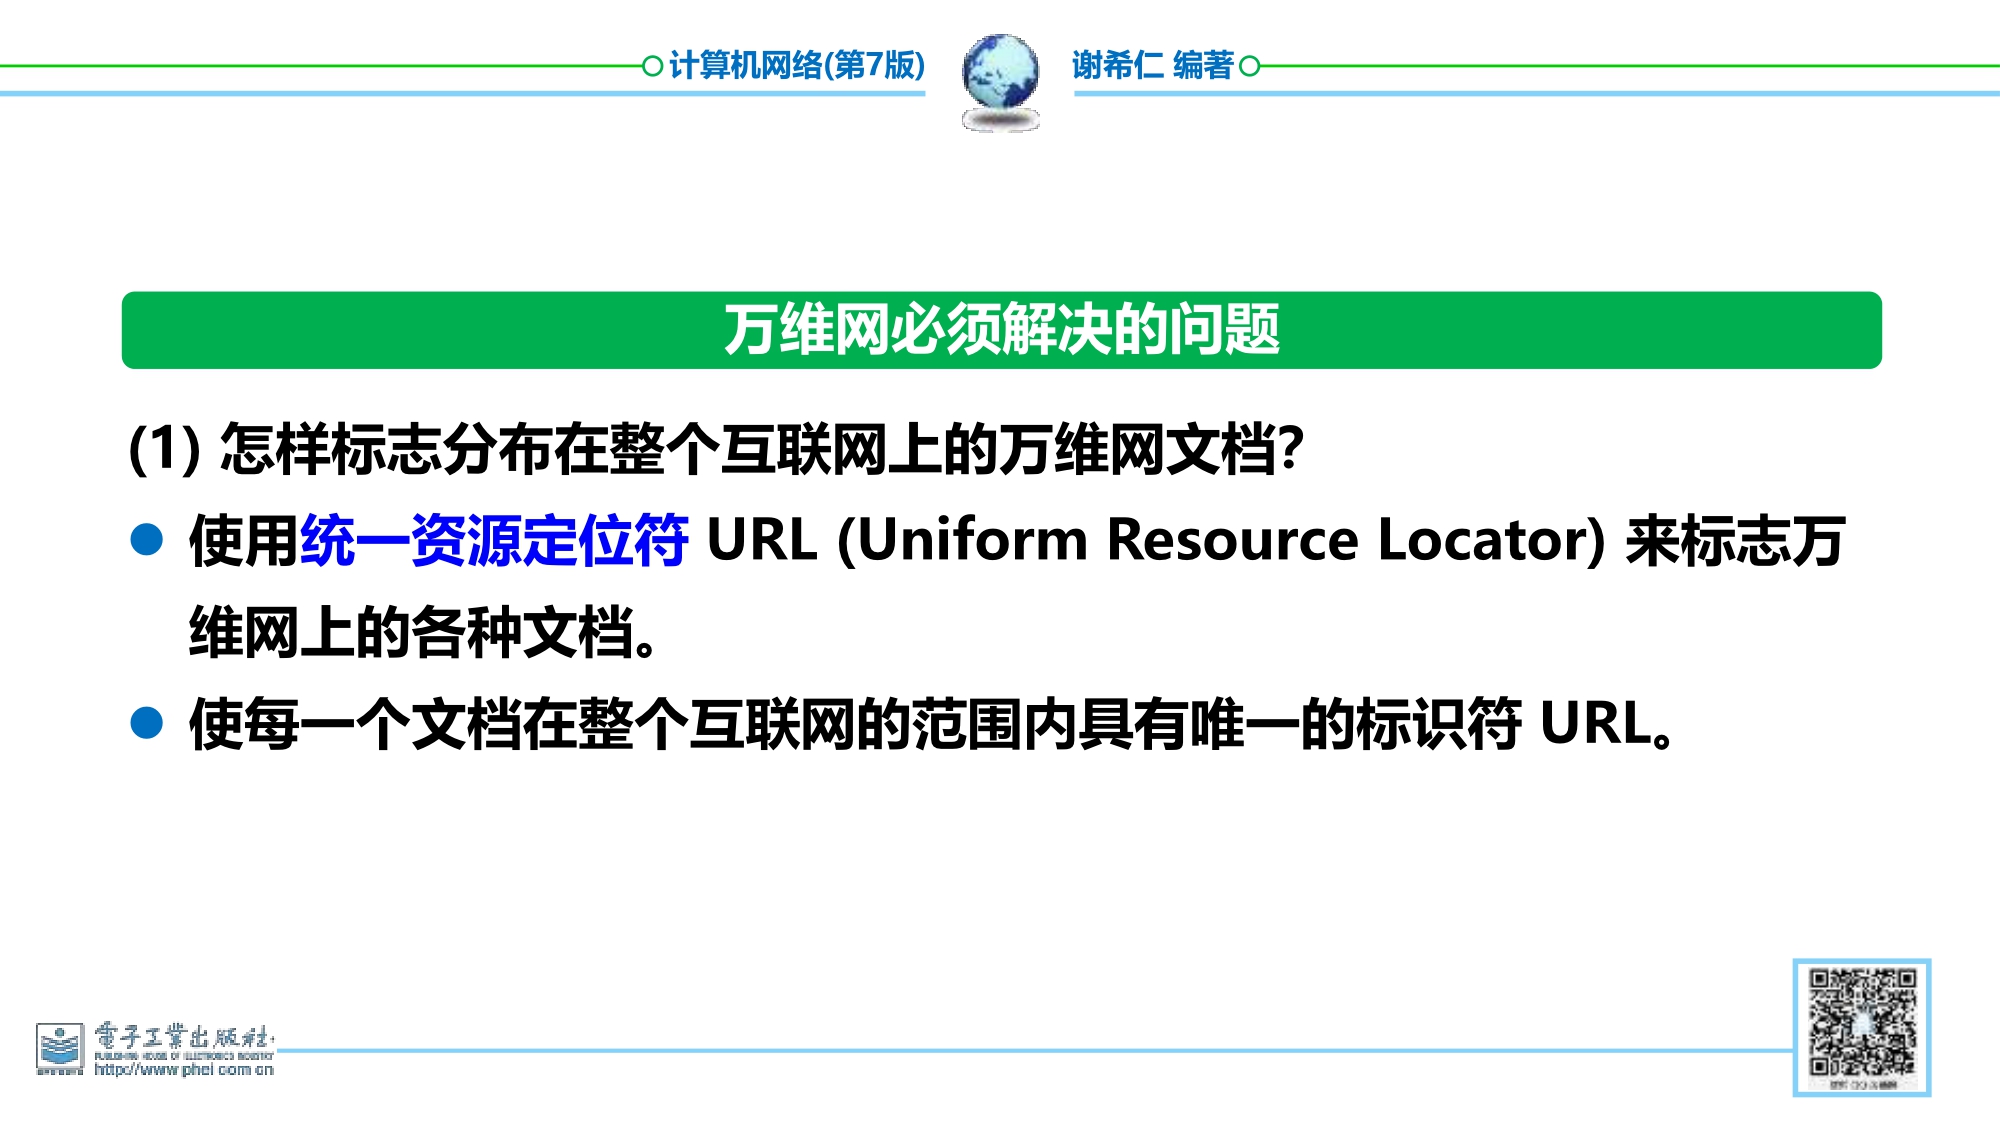 计算机网络(第7版) 谢希仁 编著
万维网必须解决的问题
(1) 怎样标志分布在整个互联网上的万维网文档？
使用统一资源定位符 URL (Uniform Resource Locator) 来标志万
维网上的各种文档。
使每一个文档在整个互联网的范围内具有唯一的标识符 URL。
電子工業出版社
PUBLISHING HOUSE OF ELECTRONICS INDUSTRY
http://www.phei.com.cn